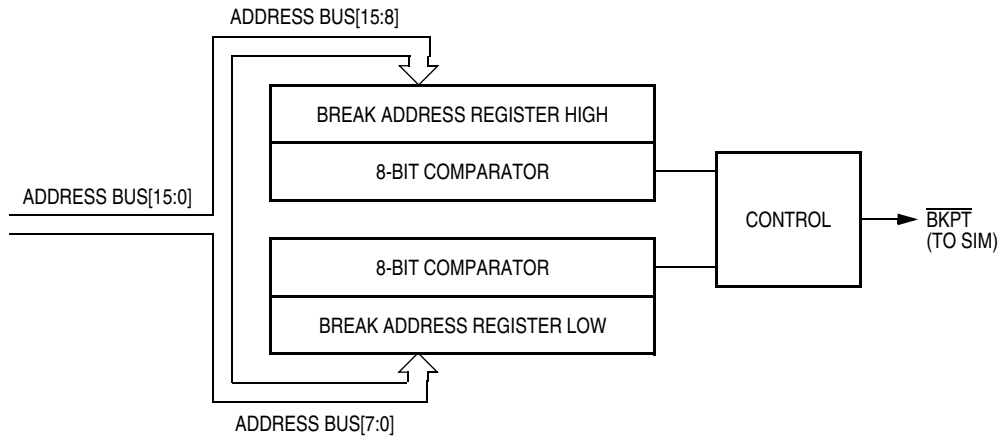 ADDRESS BUS[15:8]
BREAK ADDRESS REGISTER HIGH
8-BIT COMPARATOR
ADDRESS BUS[15:0]
CONTROL
BKPT
(TO SIM)
8-BIT COMPARATOR
BREAK ADDRESS REGISTER LOW
ADDRESS BUS[7:0]